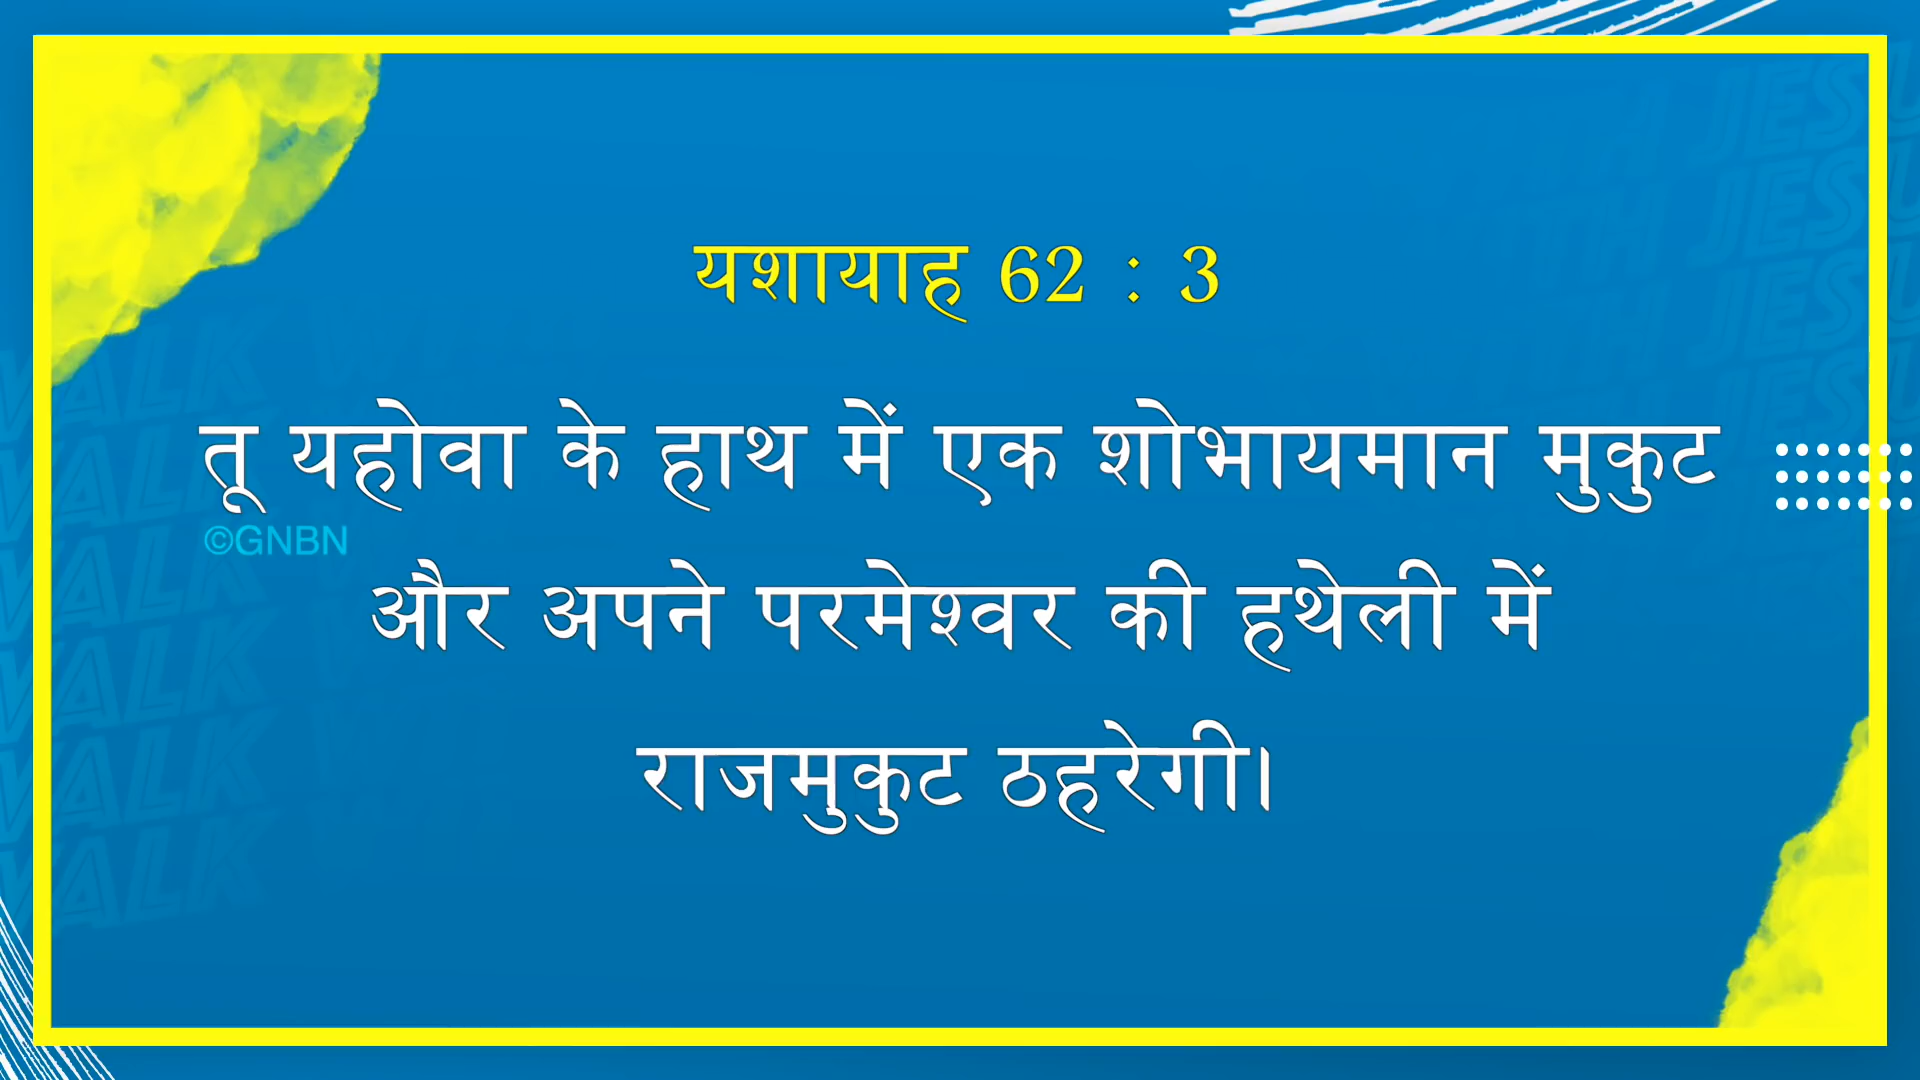 यशायाह 62 : 3
तू यहोवा के हाथ में एक शोभायमान मुकुट
©GNBN
और अपने परमेश्वर की हथेली में
राजमुकुट ठहरेगी।